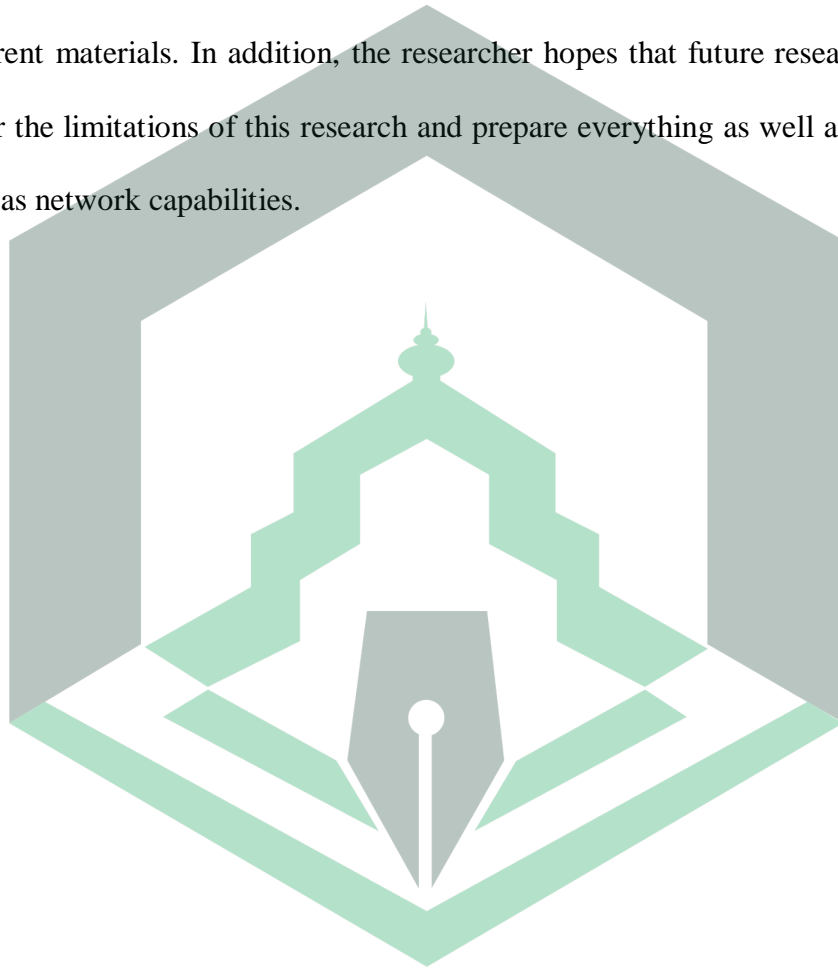 rent materials. In addition, the researcher hopes that future resea
r the limitations of this research and prepare everything as well a
as network capabilities.